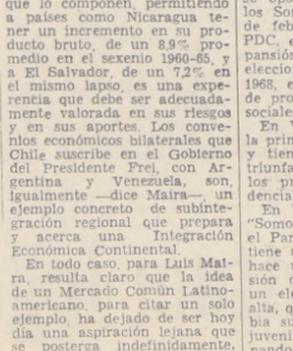 que lo componen, permitiendo
a países como Nicaragua te-
ner un incremento en su pro-
ducto bruto, de un 8,9% pro-
medio en el sexenio 1960-65, y
a El Salvador, de un 7,2% en
el mismo lapso, es una expe-
rencia que debe ser adecuada-
mente valorada en sus riesgos
y en sus aportes. Los conve-
nios económicos bilaterales que
Chile suscribe en el Gobierno
del Presidente Frei, con Ar-
gentina y Venezuela, son,
igualmente —dice Maira— un
ejemplo concreto de subinte-
gración regional que prepara
y acerca una Integración
Económica Continental.
En todo caso, para Luis Mai-
ra, resulta claro que la idea
de un Mercado Común Latino-
americano, para citar un solo
ejemplo, ha dejado de ser hoy
día una aspiración lejana que
se posterga indefinidamente,
los Son
de feb
PDC, e
pansión
eleccio
1968, e
de pro
sociale
En
la prin
y tien
triunfa
los p
dencia
En
"Somo
el Par
tiene
hace
sión
un ele
alta, q
bia su
juveni